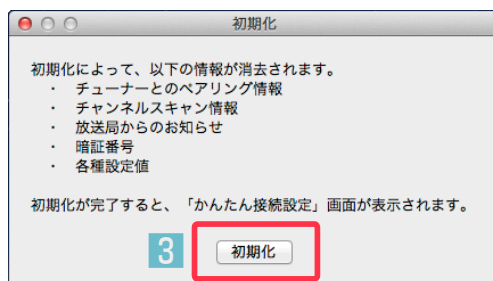 初期化
初期化によって、以下の情報が消去されます。
・ チューナーとのペアリング情報
・ チャンネルスキャン情報
・ 放送局からのお知らせ
・ 暗証番号
・ 各種設定値
初期化が完了すると、「かんたん接続設定」画面が表示されます。
3 初期化